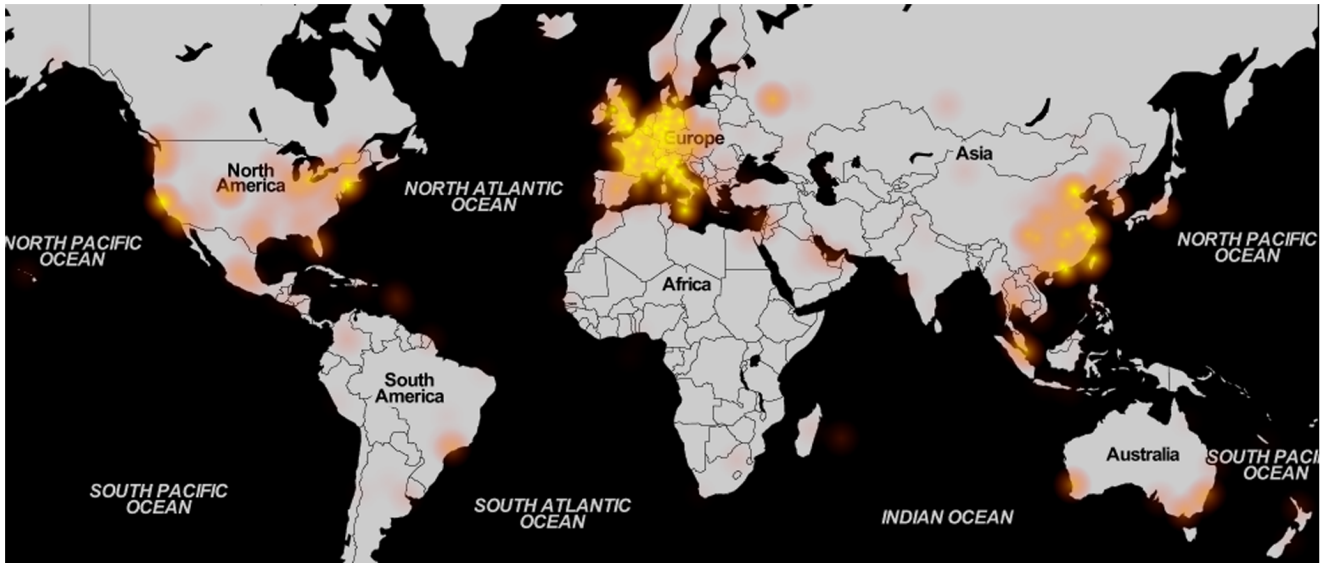 Europe
Asia
North
America
NORTH ATLANTIC
OCEAN
NORTH PACIFIC
OCEAN
NORTH PACIFIC
OCEAN
Africa
South
America
Australia
SOUTH PACI
OCEAN
SOUTH PACIFIC
OCEAN
SOUTH ATLANTIC
OCEAN
INDIAN OCEAN